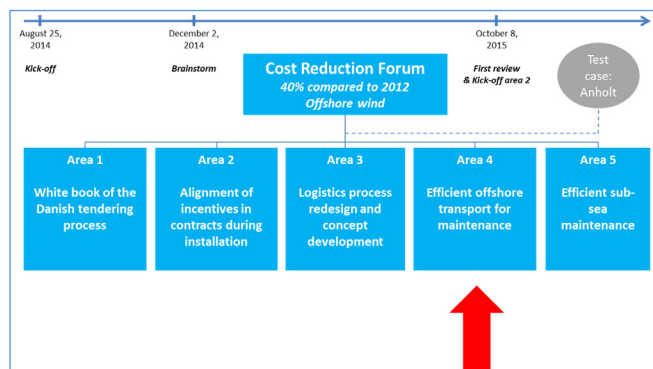 August 25,
2014
December 2,
2014
October 8,
2015
Kick-off
Brainstorm
First review
& Kick-off area 2
Cost Reduction Forum
40% compared to 2012
Offshore wind
Test
case:
Anholt
Area 1
White book of the
Danish tendering
process
Area 2
Alignment of
incentives in
contracts during
installation
Area 3
Logistics process
redesign and
concept
development
Area 4
Efficient offshore
transport for
maintenance
Area 5
Efficient sub-
sea
maintenance